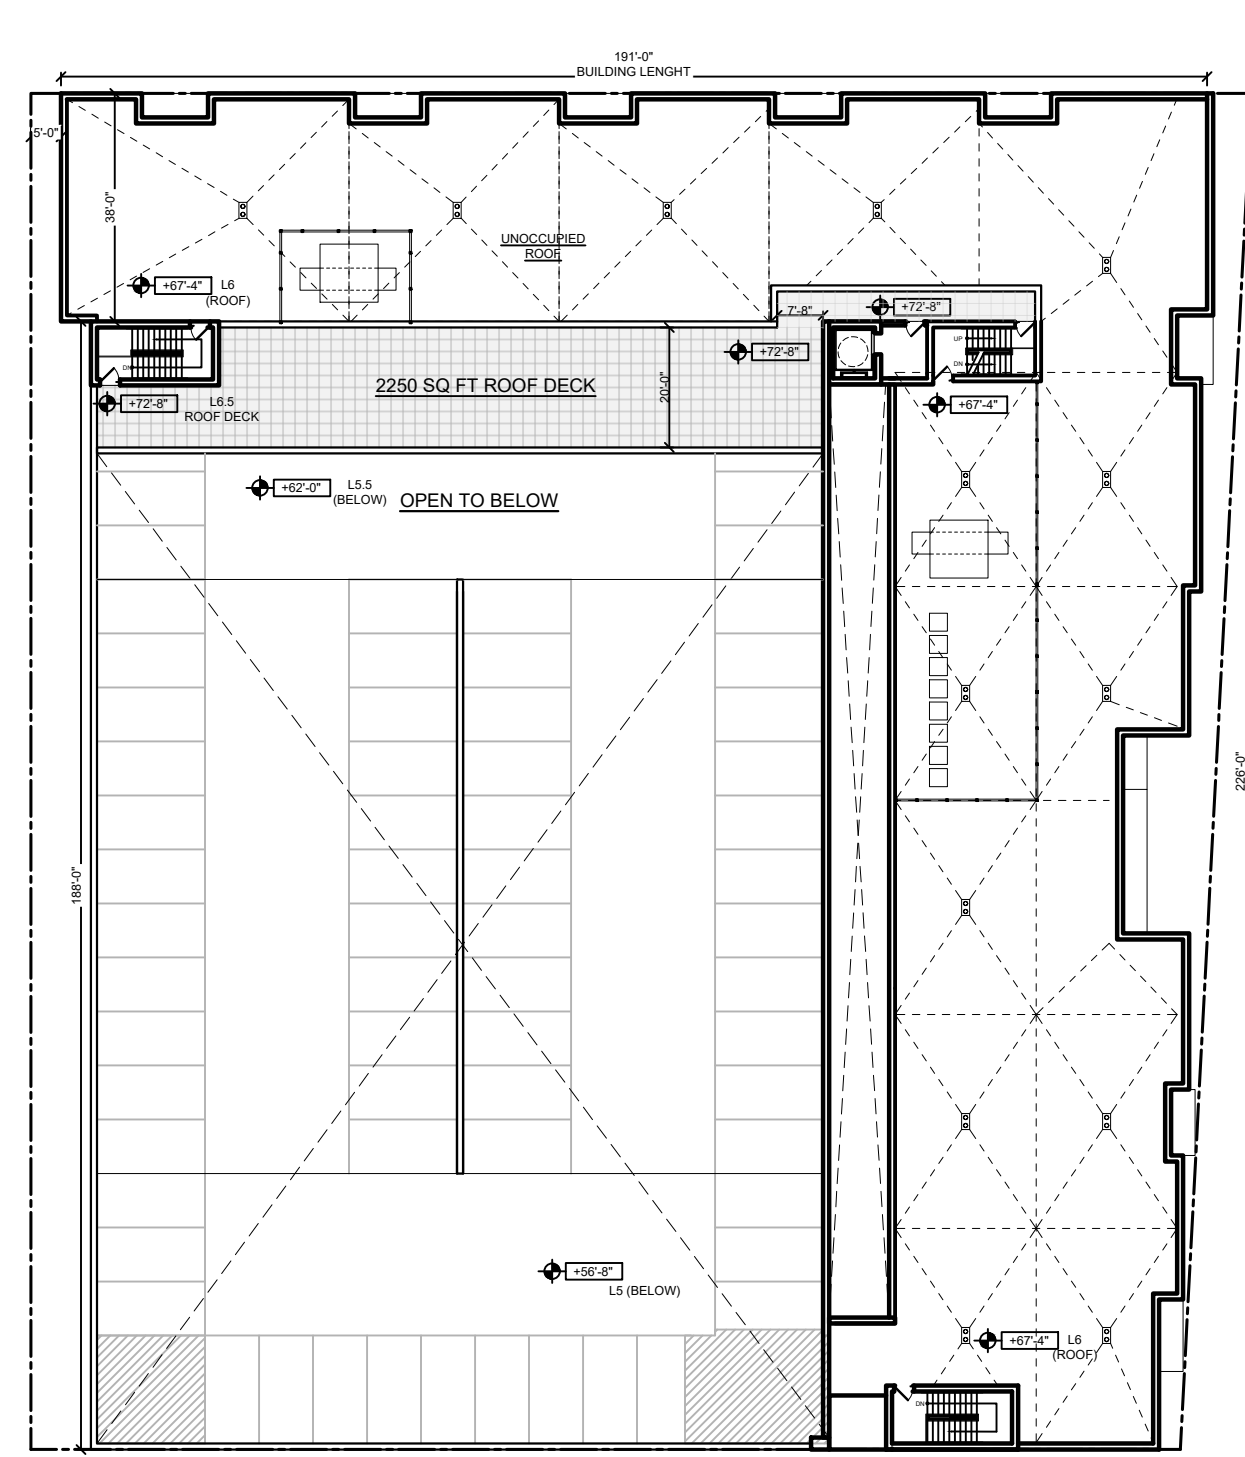 191'-0"
BUILDING LENGHT
5'-0"
38'-0"
UNOCCUPIED
ROOF
+67'-4" L6
(ROOF)
7'-8"
+72'-8"
+72'-8"
UP
DN
DN
2250 SQ FT ROOF DECK
20'-0"
+72'-8" L6.5
ROOF DECK
+67'-4"
+62'-0" L5.5
(BELOW)
OPEN TO BELOW
226'-0"
188'-0"
+56'-8"
L5 (BELOW)
+67'-4" L6
(ROOF)
DN